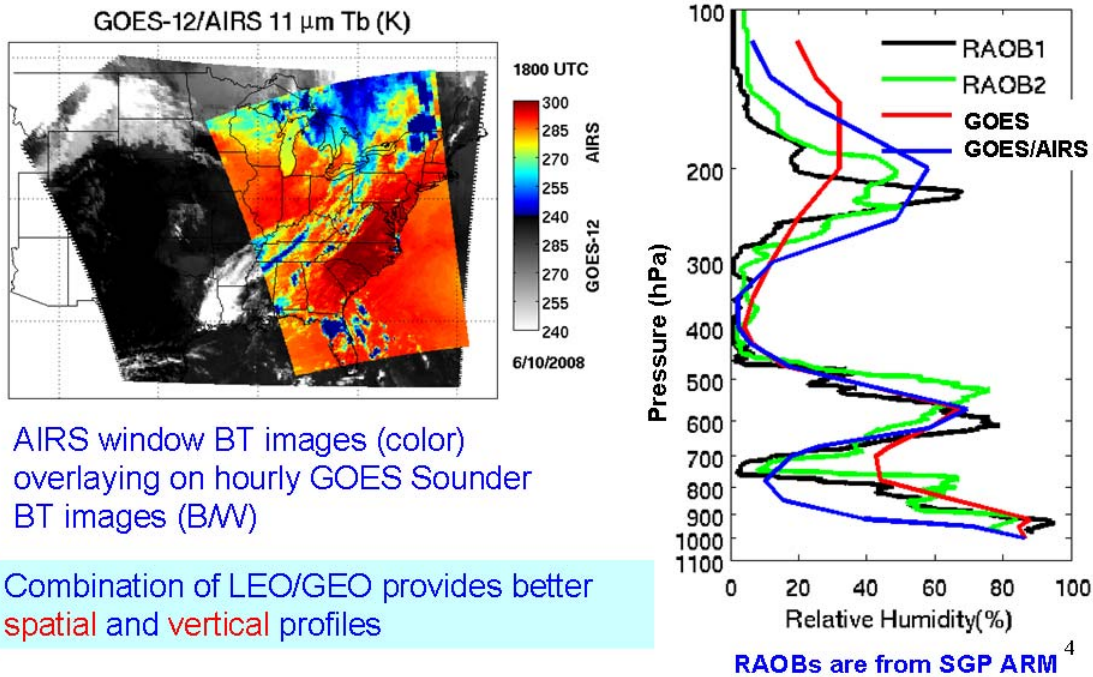 GOES-12/AIRS 11 μm Tb (K)
1800 UTC
300
285
270
255
240
285
270
255
240
AIRS
GOES-12
6/10/2008
AIRS window BT images (color)
overlaying on hourly GOES Sounder
BT images (B/W)
Combination of LEO/GEO provides better
spatial and vertical profiles
100
200
300
400
500
600
700
800
900
1000
1100
Pressure (hPa)
RAOB1
RAOB2
GOES
GOES/AIRS
0 20 40 60 80 100
Relative Humidity(%)
RAOBs are from SGP ARM
4